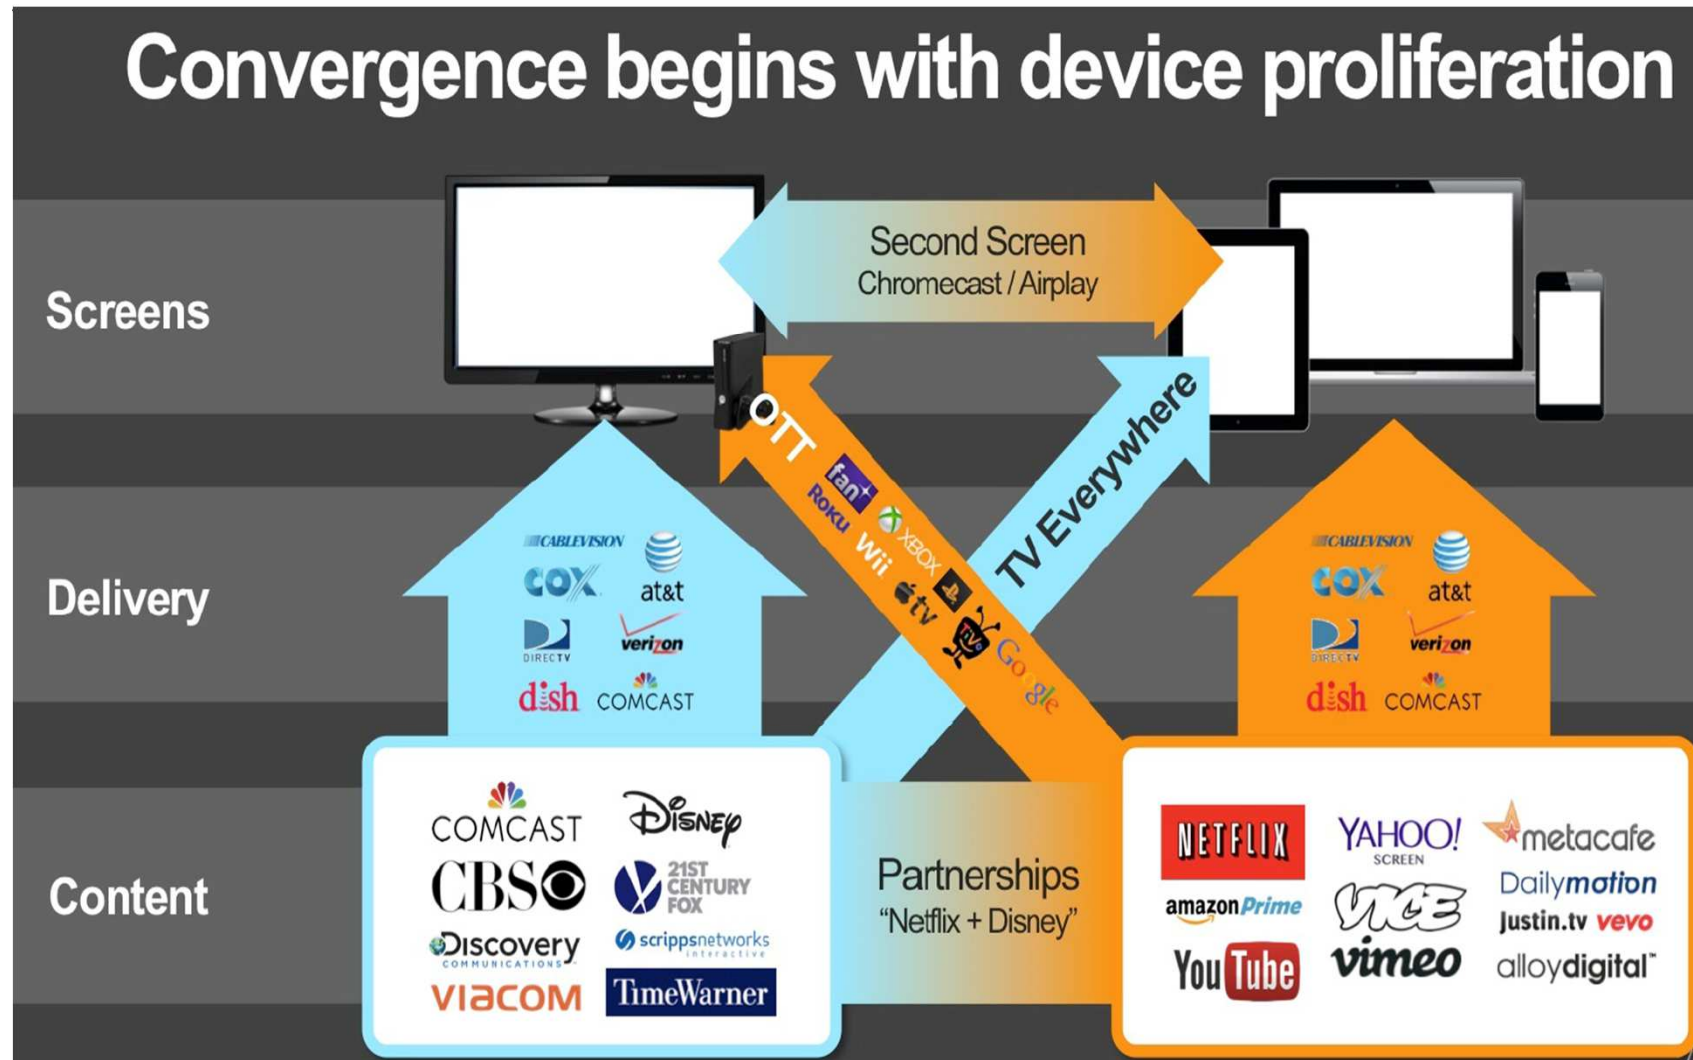 Convergence begins with device proliferation
Screens
Second Screen
Chromecast / Airplay
OTT
TV Everywhere
fan
ROKU
XBOX
Wii
tv
TiVo
Google
Delivery
CABLEVISION
COX
at&t
DIRECTV
verizon
dish
COMCAST
CABLEVISION
COX
at&t
DIRECTV
verizon
dish
COMCAST
Content
COMCAST
DISNEY
CBS
21ST
CENTURY
FOX
Discovery
COMMUNICATIONS
scrippsnetworks
interactive
VIACOM
TimeWarner
Partnerships
“Netflix + Disney”
NETFLIX
YAHOO!
SCREEN
metacafe
amazonPrime
VICE
Dailymotion
Justin.tv vevo
YouTube
vimeo
alloydigital™